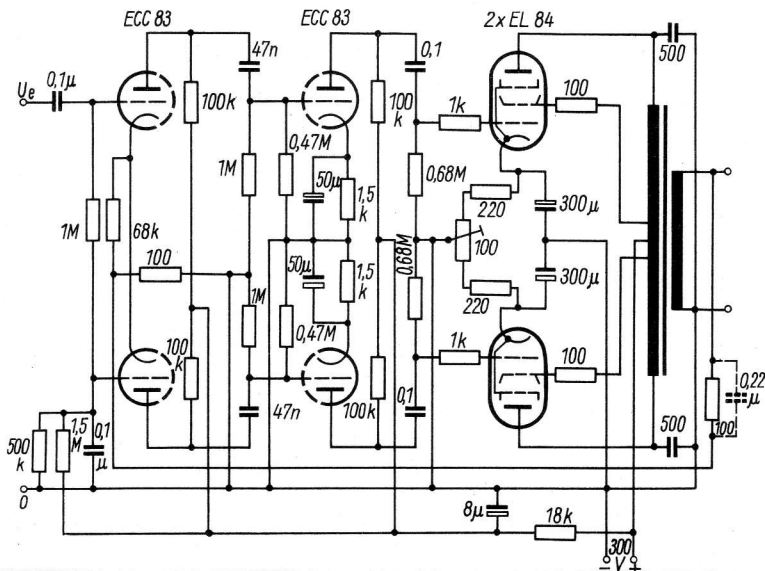 ECC 83
ECC 83
2x EL 84
47n
0,1
500
Ue
0,1µ
100k
100
k
1k
100
0,47M
1M
0,68M
50µ
1,5
k
220
300µ
1M
68k
100
100
0,68M
50µ
1,5
k
300µ
1M
220
0,47M
1k
100
100
k
0,22
µ
47n
100k
0,1
500
100
500
k
1,5
M
0,1
µ
0
8µ
18k
300
V
− +